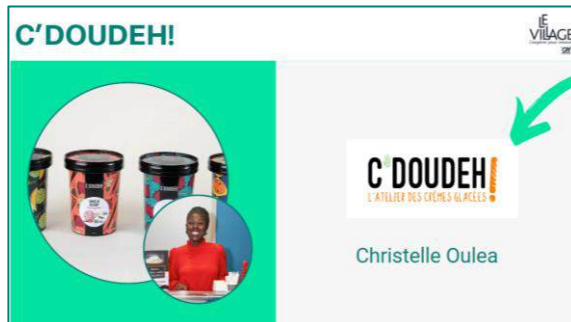 C'DOUDEH!
LE
VILLAGE
C'DOUDEH!
L'ATELIER DES CRÈMES GLACÉES
Christelle Oulea